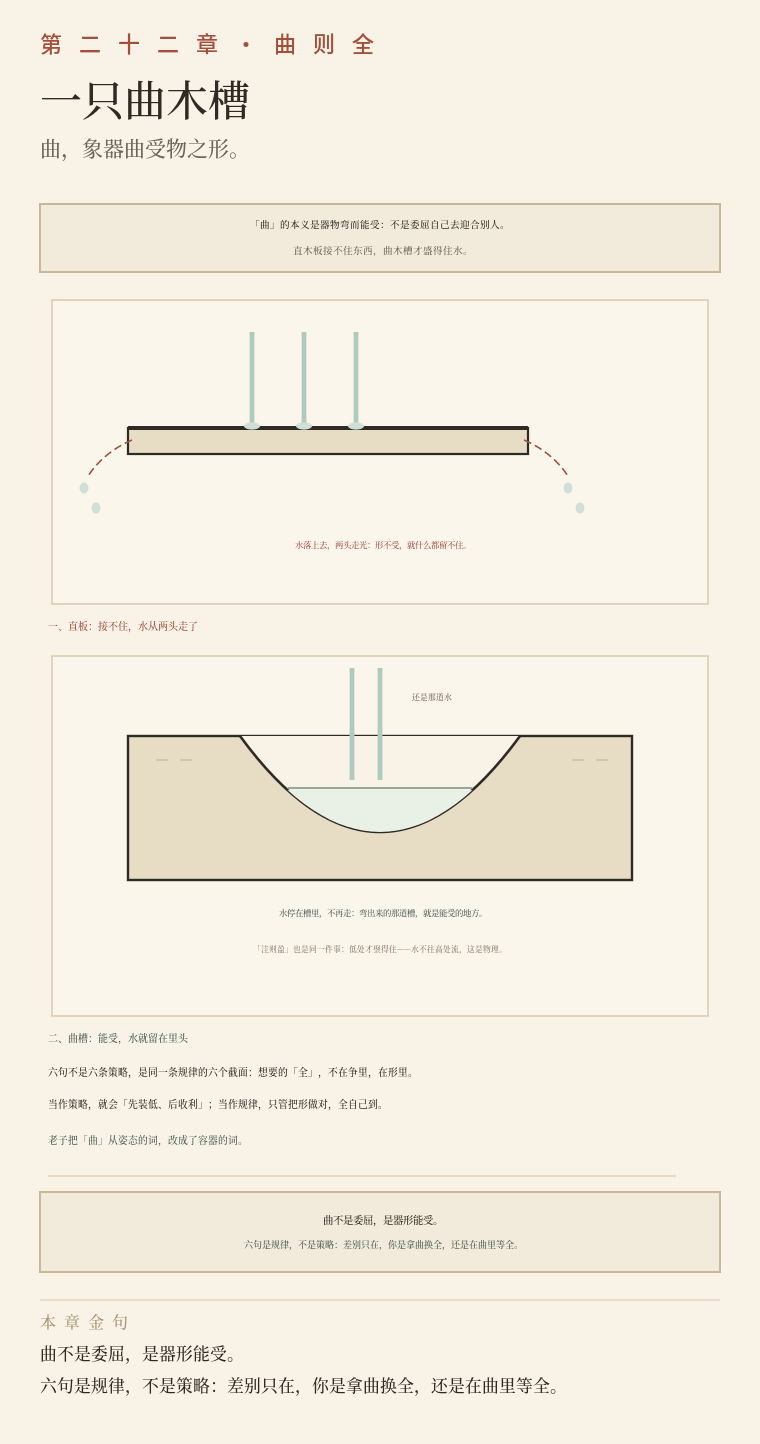 第二十二章·曲则全
一只曲木槽
曲，象器曲受物之形。
「曲」的本义是器物弯而能受：不是委屈自己去迎合别人。
直木板接不住东西，曲木槽才盛得住水。
水落上去，两头走光：形不受，就什么都留不住。
一、直板：接不住，水从两头走了
还是那道水
水停在槽里，不再走：弯出来的那道槽，就是能受的地方。
「洼则盈」也是同一件事：低处才聚得住——水不往高处流，这是物理。
二、曲槽：能受，水就留在里头
六句不是六条策略，是同一条规律的六个截面：想要的「全」，不在争里，在形里。
当作策略，就会「先装低、后收利」；当作规律，只管把形做对，全自己到。
老子把「曲」从姿态的词，改成了容器的词。
曲不是委屈，是器形能受。
六句是规律，不是策略：差别只在，你是拿曲换全，还是在曲里等全。
本章金句
曲不是委屈，是器形能受。
六句是规律，不是策略：差别只在，你是拿曲换全，还是在曲里等全。